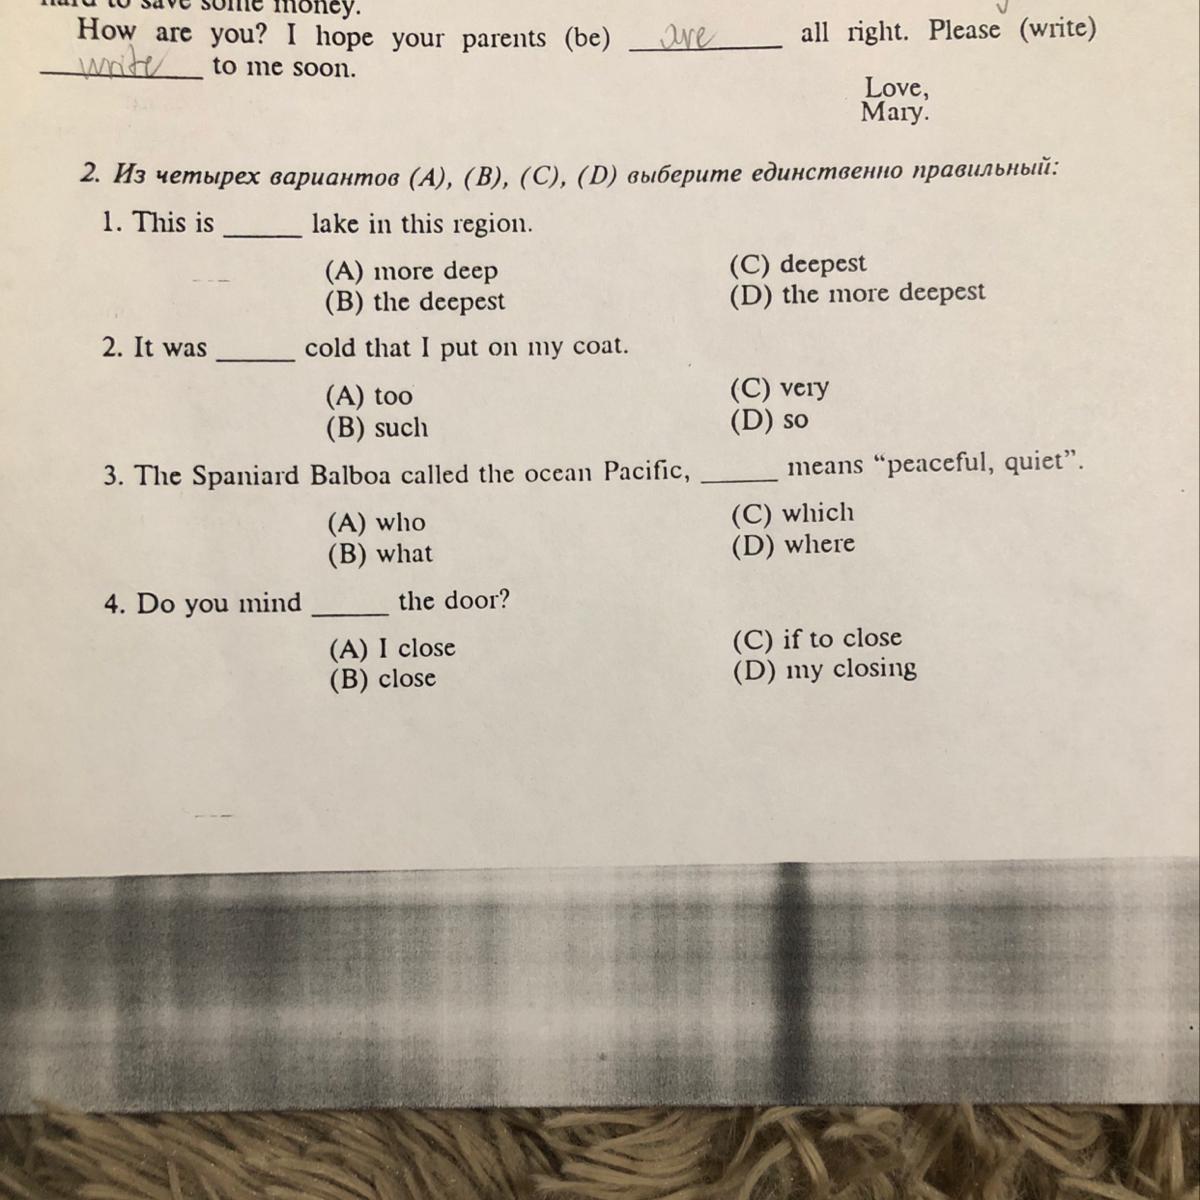 hard to save some money.
How are you? I hope your parents (be) are all right. Please (write)
write to me soon.
Love,
Mary.
2. Из четырех вариантов (A), (B), (C), (D) выберите единственно правильный:
1. This is _____ lake in this region.
(A) more deep (C) deepest
(B) the deepest (D) the more deepest
2. It was _____ cold that I put on my coat.
(A) too (C) very
(B) such (D) so
3. The Spaniard Balboa called the ocean Pacific, _____ means “peaceful, quiet”.
(A) who (C) which
(B) what (D) where
4. Do you mind _____ the door?
(A) I close (C) if to close
(B) close (D) my closing